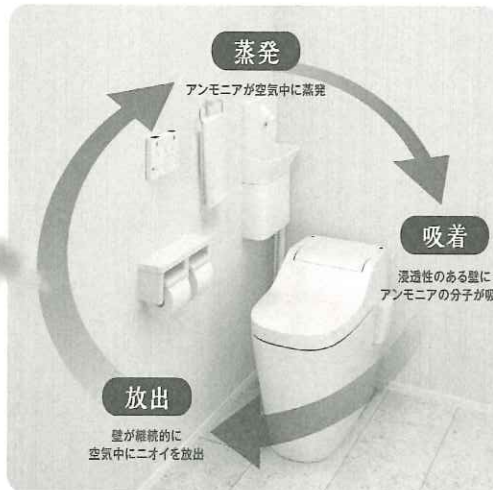 蒸発
アンモニアが空気中に蒸発
吸着
浸透性のある壁に
アンモニアの分子が吸
放出
壁が継続的に
空気中にニオイを放出